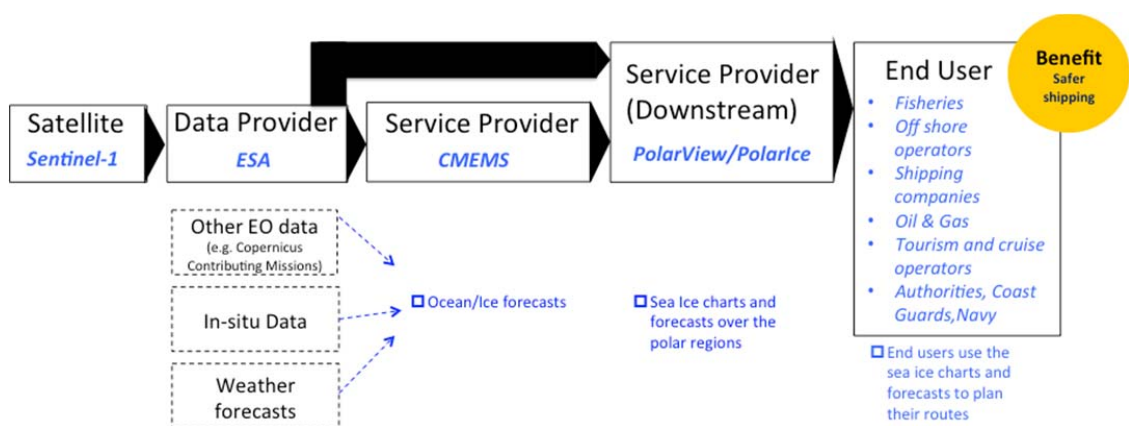 Satellite
Sentinel-1
Data Provider
ESA
Service Provider
CMEMS
Service Provider
(Downstream)
PolarView/PolarIce
End User
• Fisheries
• Off shore
operators
• Shipping
companies
• Oil & Gas
• Tourism and cruise
operators
• Authorities, Coast
Guards,Navy
Benefit
Safer
shipping
Other EO data
(e.g. Copernicus
Contributing Missions)
In-situ Data
Weather
forecasts
Ocean/Ice forecasts
Sea Ice charts and
forecasts over the
polar regions
End users use the
sea ice charts and
forecasts to plan
their routes